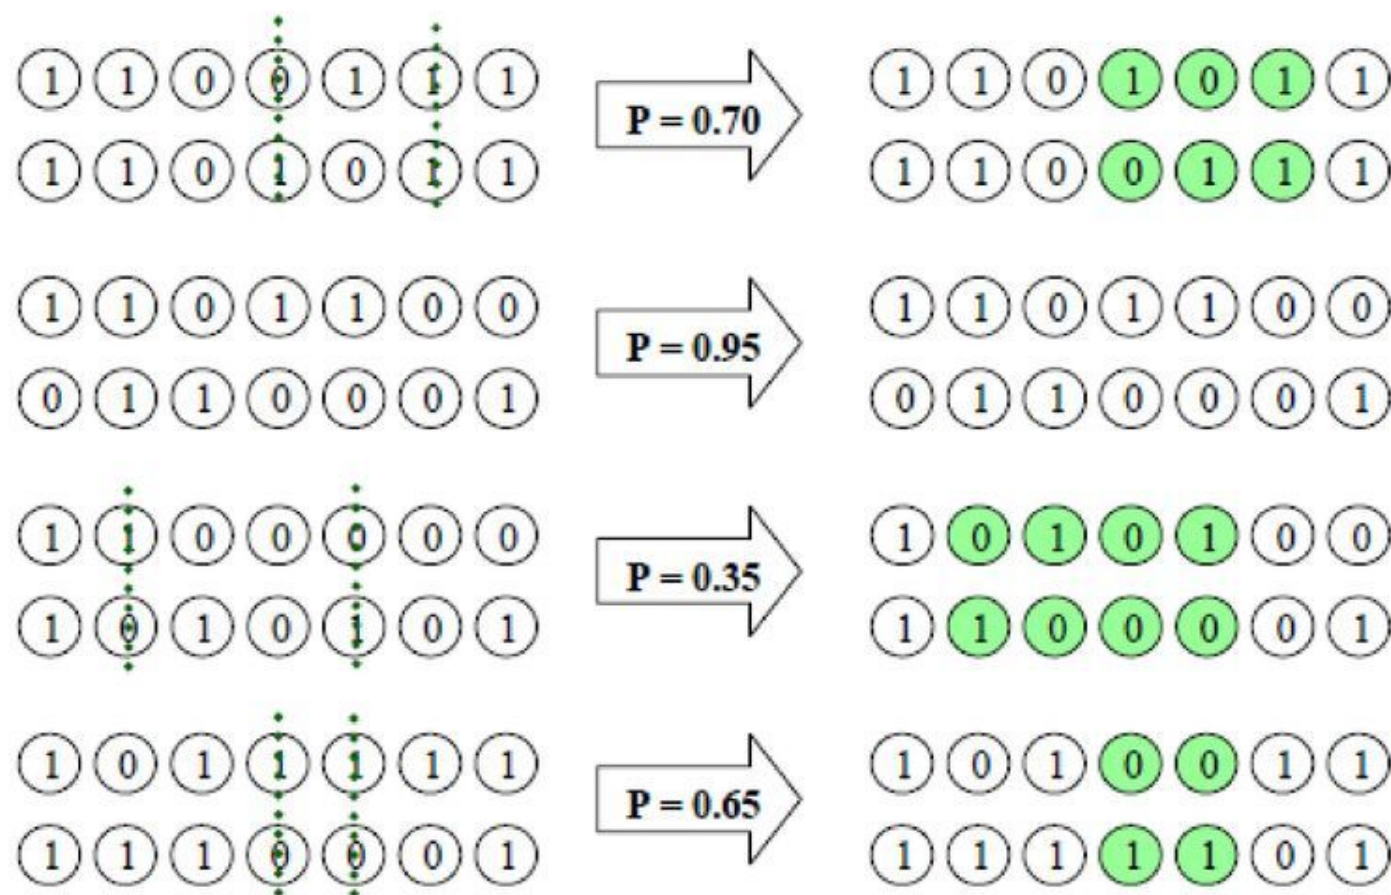 1 1 0 0 1 1 1 P = 0.70 1 1 0 1 0 1 1
1 1 0 1 0 1 1 1 1 0 0 1 1 1
1 1 0 1 1 0 0 P = 0.95 1 1 0 1 1 0 0
0 1 1 0 0 0 1 0 1 1 0 0 0 1
1 1 0 0 0 0 0 P = 0.35 1 0 1 0 1 0 0
1 0 1 0 1 0 1 1 1 0 0 0 0 1
1 0 1 1 1 1 1 P = 0.65 1 0 1 0 0 1 1
1 1 1 0 0 0 1 1 1 1 1 1 0 1